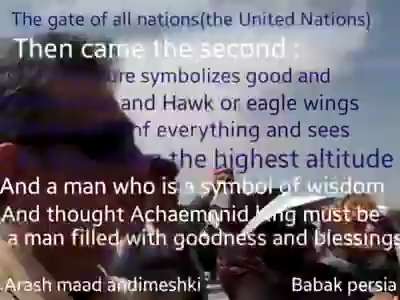 The gate of all nations(the United Nations)
Then came the second :
symbolizes good and
and Hawk or eagle wings
of everything and sees
the highest altitude
And a man who is a symbol of wisdom
And thought Achaemnnid king must be
a man filled with goodness and blessings
Arash maad andimeshki
Babak persia